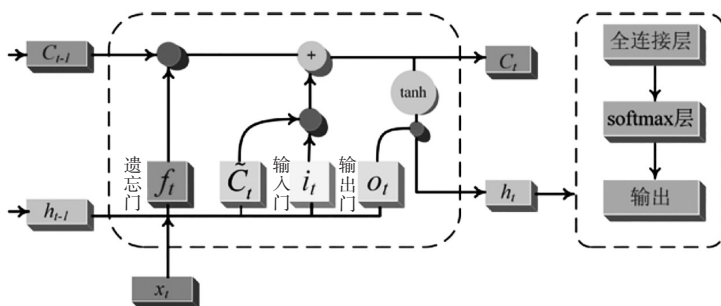 C_{t-1}
+
C_t
全连接层
tanh
softmax层
遗忘门
f_t
C̃_t
输入门
i_t
输出门
o_t
输出
h_{t-1}
h_t
x_t